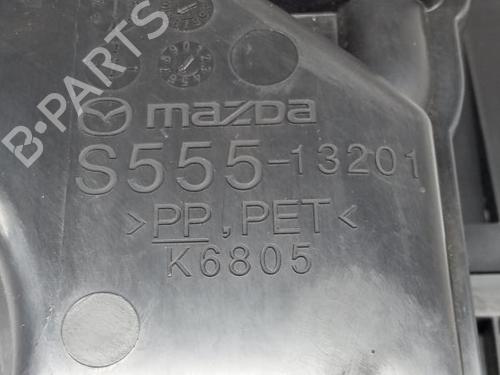 mazda
S555-13201
>PP, PET<
K6805
B-PARTS